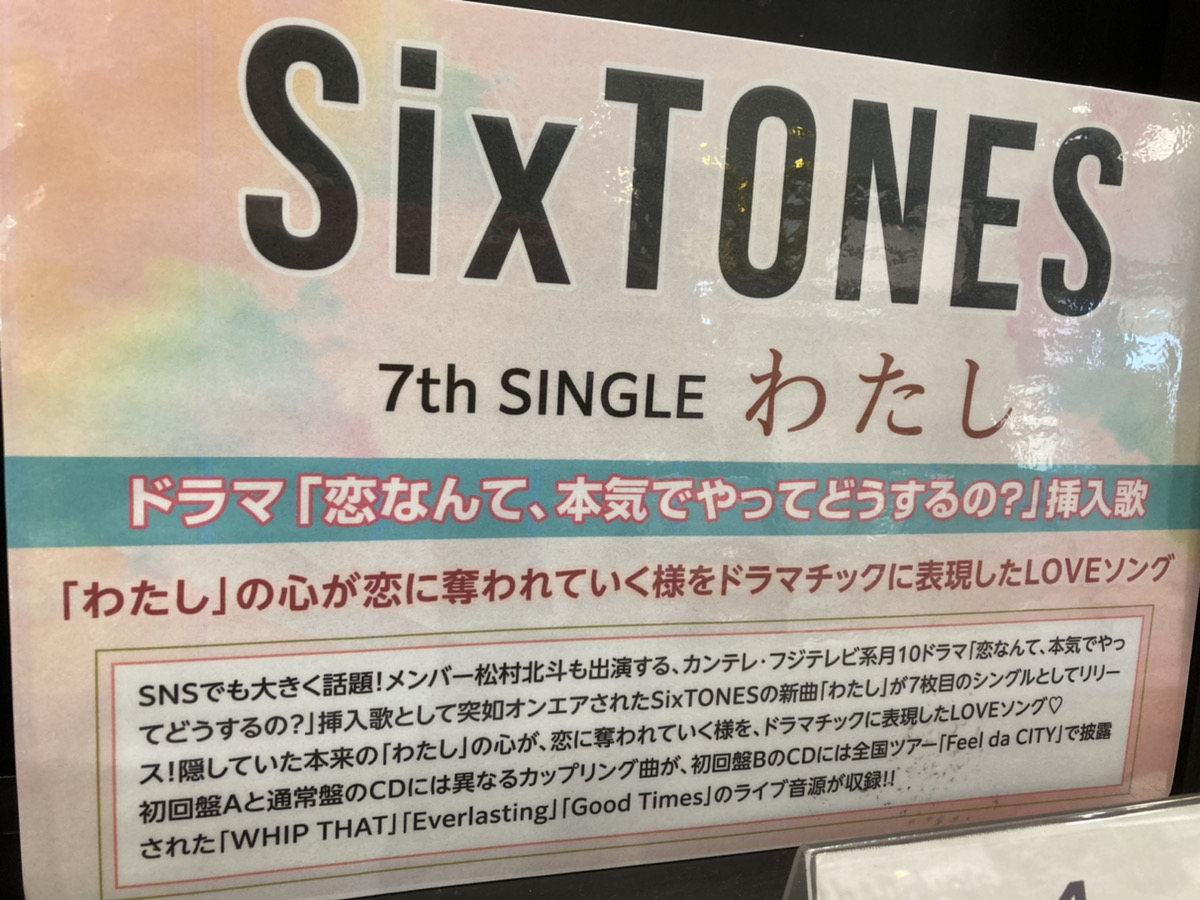 SixTONES
7th SINGLE わたし
ドラマ「恋なんて、本気でやってどうするの?」挿入歌
「わたし」の心が恋に奪われていく様をドラマチックに表現したLOVEソング
SNSでも大きく話題!メンバー松村北斗も出演する、カンテレ・フジテレビ系月10ドラマ「恋なんて、本気でやっ
てどうするの?」挿入歌として突如オンエアされたSixTONESの新曲「わたし」が7枚目のシングルとしてリリー
ス!隠していた本来の「わたし」の心が、恋に奪われていく様を、ドラマチックに表現したLOVEソング♡
初回盤Aと通常盤のCDには異なるカップリング曲が、初回盤BのCDには全国ツアー「Feel da CITY」で披露
された「WHIP THAT」「Everlasting」「Good Times」のライブ音源が収録!!